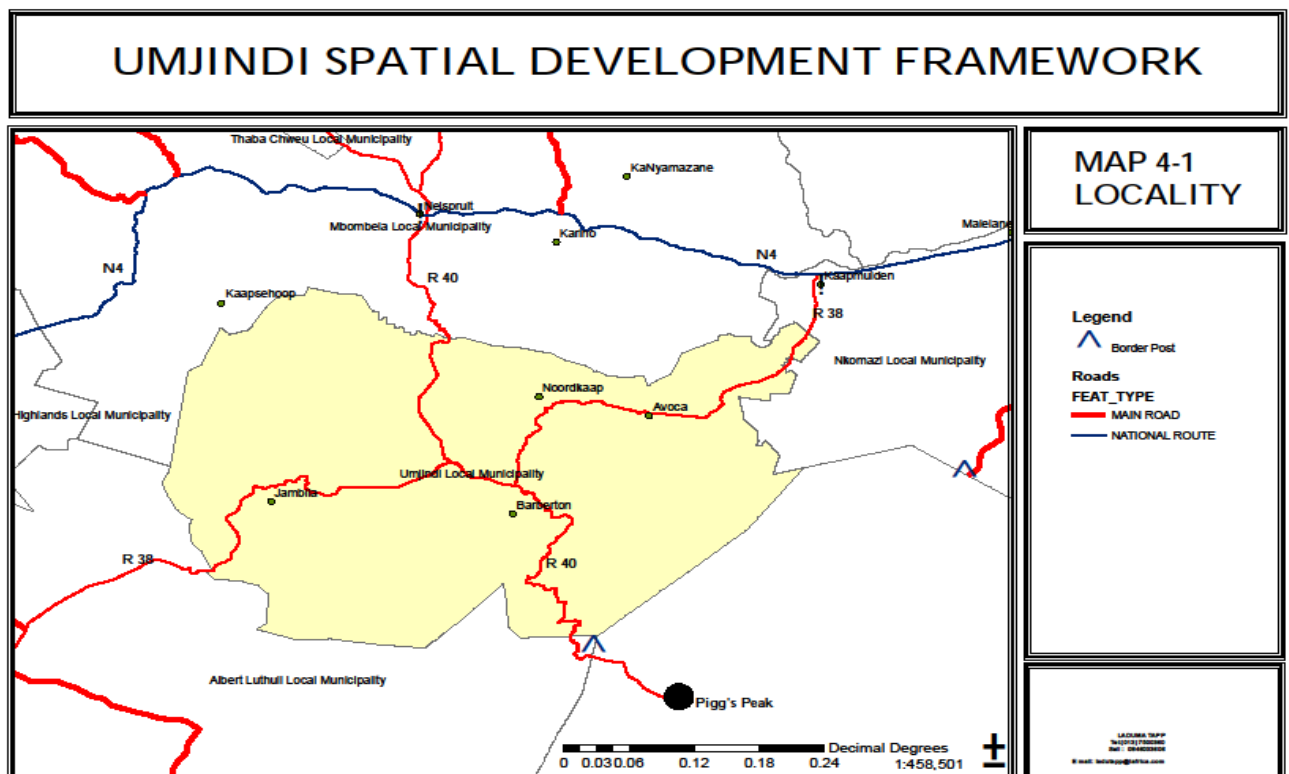 UMJINDI SPATIAL DEVELOPMENT FRAMEWORK
MAP 4-1
LOCALITY
Thaba Chweu Local Municipality
KaNyamazane
Nelspruit
Mbombela Local Municipality
Karino
Malelane
N4
N4
R 40
Kaapsehoop
Kaapmuiden
R 38
Nkomazi Local Municipality
Noordkaap
Avoca
Highlands Local Municipality
Umjindi Local Municipality
Barberton
R 38
R 40
Albert Luthuli Local Municipality
Pigg's Peak
Decimal Degrees
0 0.03 0.06 0.12 0.18 0.24
1:458,501
Legend
Border Post
Roads
FEAT_TYPE
MAIN ROAD
NATIONAL ROUTE
LADUMA TAPP